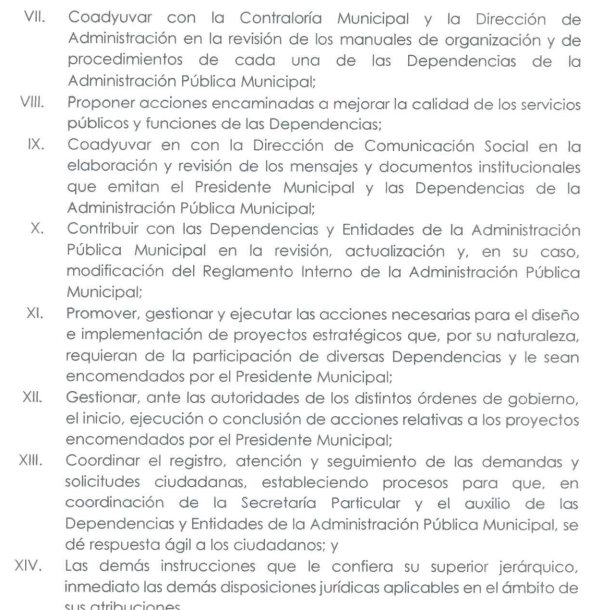 VII. Coadyuvar con la Contraloría Municipal y la Dirección de
Administración en la revisión de los manuales de organización y de
procedimientos de cada una de las Dependencias de la
Administración Pública Municipal;
VIII. Proponer acciones encaminadas a mejorar la calidad de los servicios
públicos y funciones de las Dependencias;
IX. Coadyuvar en con la Dirección de Comunicación Social en la
elaboración y revisión de los mensajes y documentos institucionales
que emitan el Presidente Municipal y las Dependencias de la
Administración Pública Municipal;
X. Contribuir con las Dependencias y Entidades de la Administración
Pública Municipal en la revisión, actualización y, en su caso,
modificación del Reglamento Interno de la Administración Pública
Municipal;
XI. Promover, gestionar y ejecutar las acciones necesarias para el diseño
e implementación de proyectos estratégicos que, por su naturaleza,
requieran de la participación de diversas Dependencias y le sean
encomendados por el Presidente Municipal;
XII. Gestionar, ante las autoridades de los distintos órdenes de gobierno,
el inicio, ejecución o conclusión de acciones relativas a los proyectos
encomendados por el Presidente Municipal;
XIII. Coordinar el registro, atención y seguimiento de las demandas y
solicitudes ciudadanas, estableciendo procesos para que, en
coordinación de la Secretaría Particular y el auxilio de las
Dependencias y Entidades de la Administración Pública Municipal, se
dé respuesta ágil a los ciudadanos; y
XIV. Las demás instrucciones que le confiera su superior jerárquico,
inmediato las demás disposiciones jurídicas aplicables en el ámbito de
sus atribuciones